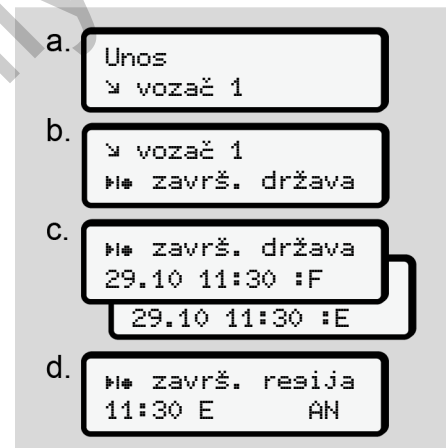 a.
Unos
↘ vozač 1
b.
↘ vozač 1
završ. država
c.
završ. država
29.10 11:30 :F
29.10 11:30 :E
d.
završ. regija
11:30 E AN